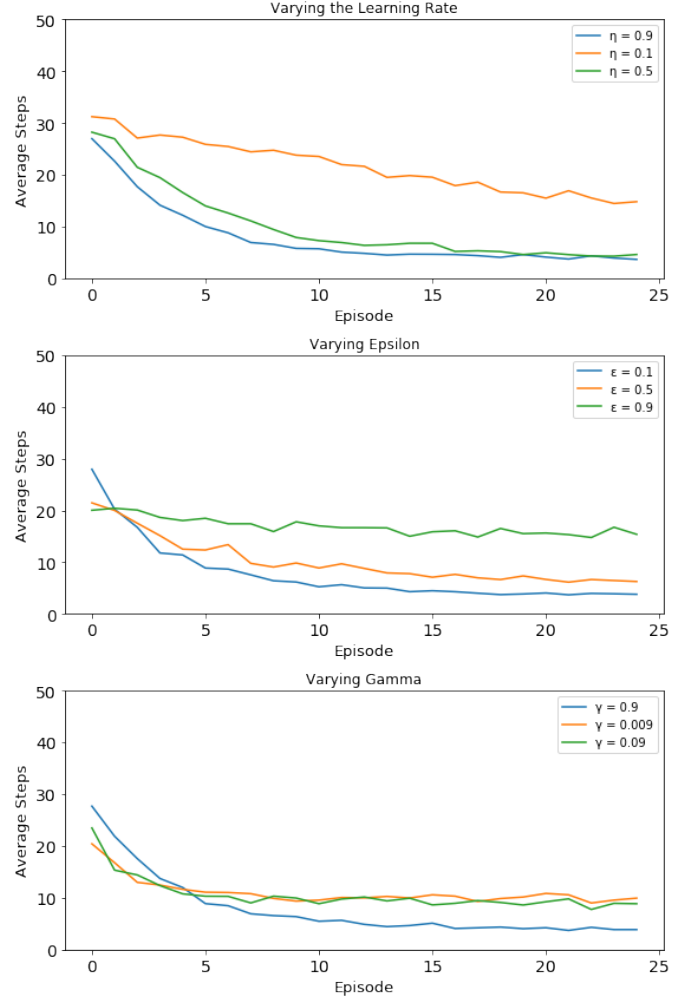 Varying the Learning Rate
50
40
30
20
10
0
Average Steps
η = 0.9
η = 0.1
η = 0.5
0 5 10 15 20 25
Episode
Varying Epsilon
50
40
30
20
10
0
Average Steps
ε = 0.1
ε = 0.5
ε = 0.9
0 5 10 15 20 25
Episode
Varying Gamma
50
40
30
20
10
0
Average Steps
γ = 0.9
γ = 0.009
γ = 0.09
0 5 10 15 20 25
Episode